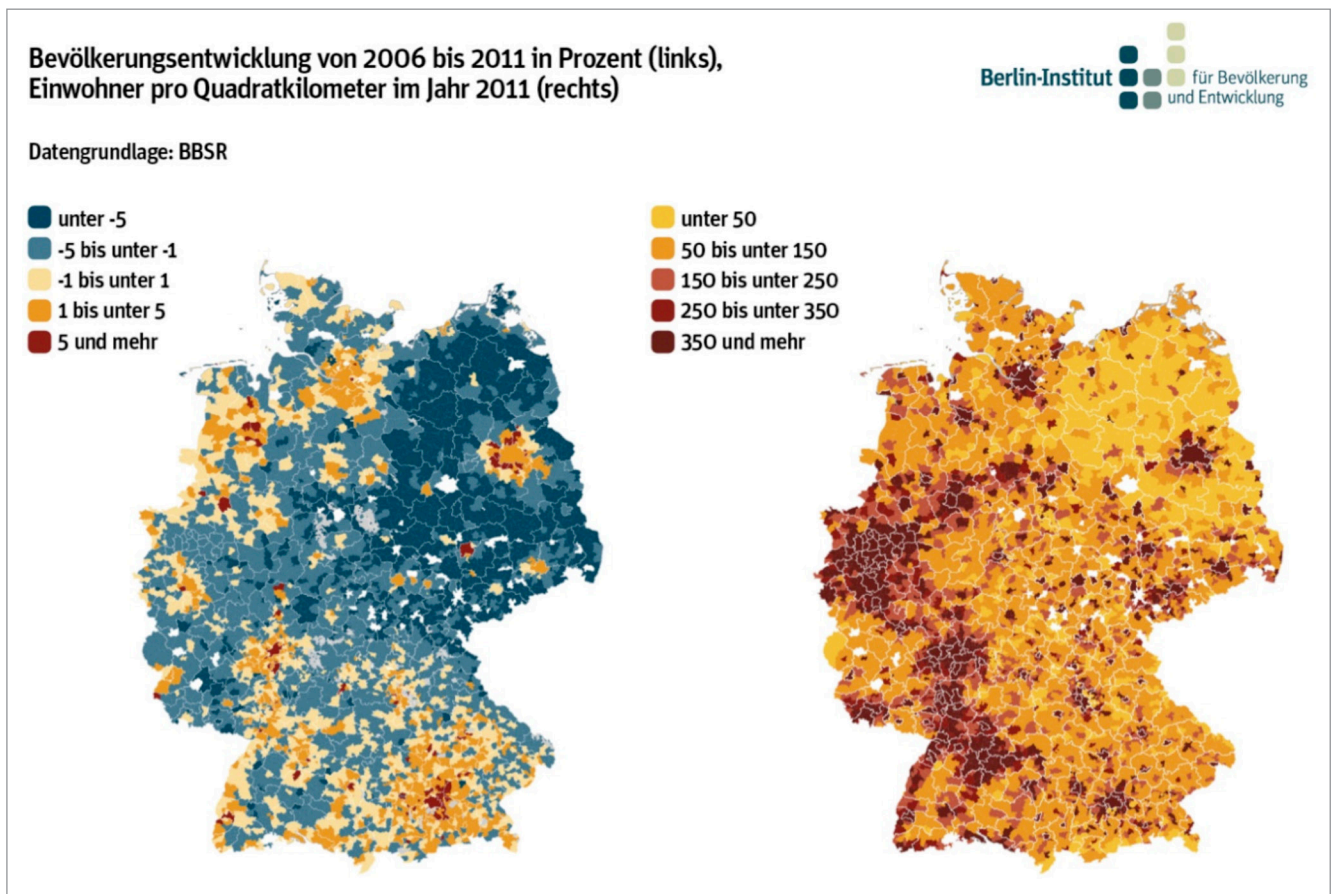 Bevölkerungsentwicklung von 2006 bis 2011 in Prozent (links),
Einwohner pro Quadratkilometer im Jahr 2011 (rechts)
Berlin-Institut
für Bevölkerung
und Entwicklung
Datengrundlage: BBSR
unter -5
-5 bis unter -1
-1 bis unter 1
1 bis unter 5
5 und mehr
unter 50
50 bis unter 150
150 bis unter 250
250 bis unter 350
350 und mehr